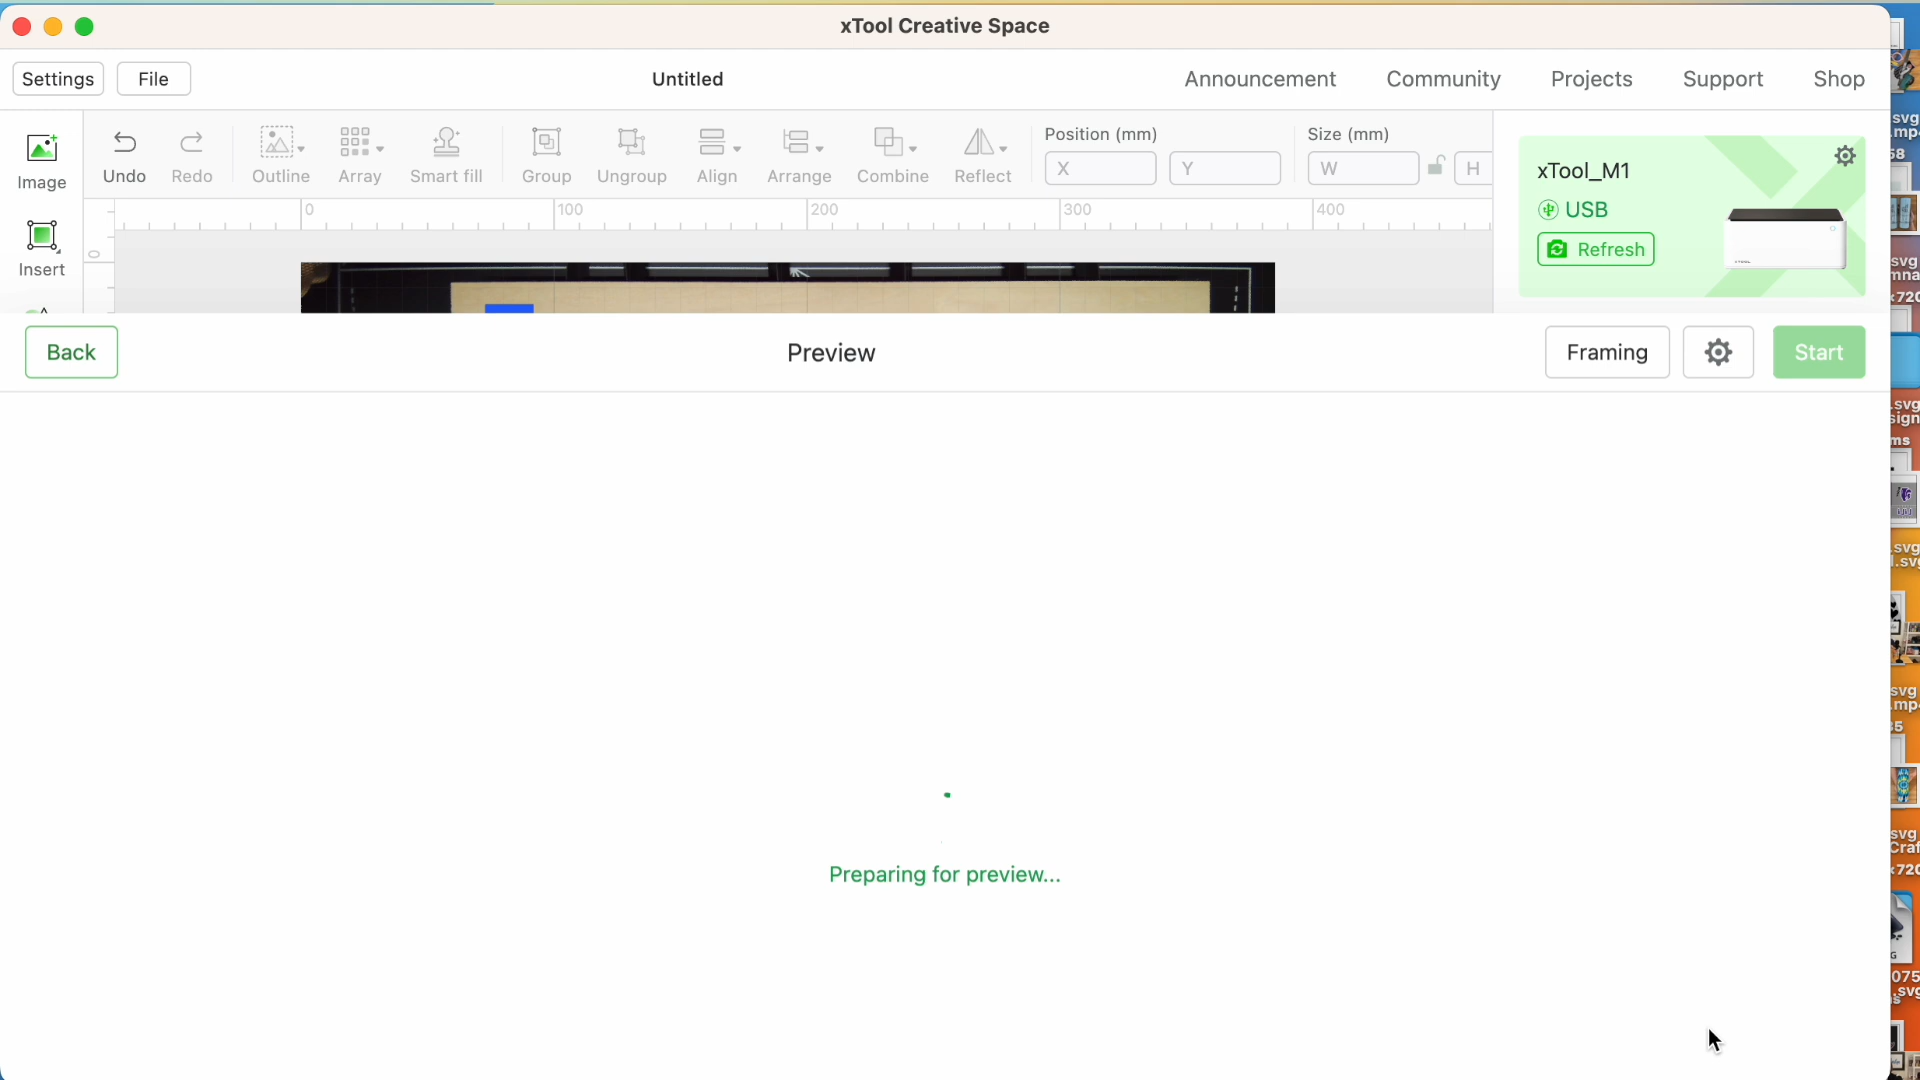 xTool Creative Space
Settings File Untitled Announcement Community Projects Support Shop
Image
Insert
Undo Redo Outline Array Smart fill Group Ungroup Align Arrange Combine Reflect
Position (mm) Size (mm)
X Y W H
0 100 200 300 400
0
xTool_M1
USB
Refresh
Back Preview Framing Start
Preparing for preview...